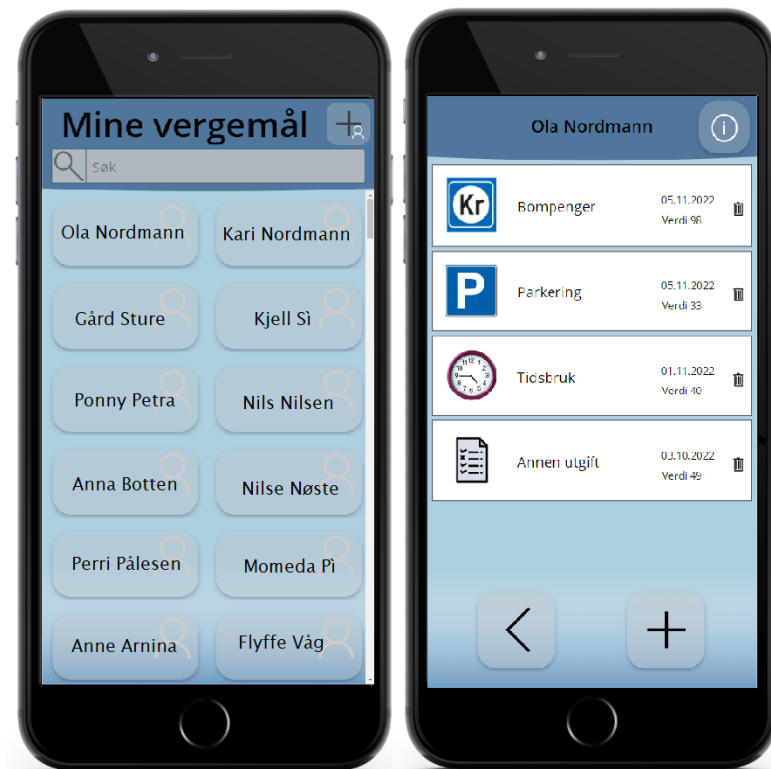 Mine vergemål
Søk
Ola Nordmann
Kari Nordmann
Gård Sture
Kjell Sì
Ponny Petra
Nils Nilsen
Anna Botten
Nilse Nøste
Perri Pålesen
Momeda Pì
Anne Arnina
Flyffe Våg
Ola Nordmann
i
Kr
Bompenger
05.11.2022
Verdi 98
P
Parkering
05.11.2022
Verdi 33
Tidsbruk
01.11.2022
Verdi 40
Annen utgift
03.10.2022
Verdi 49